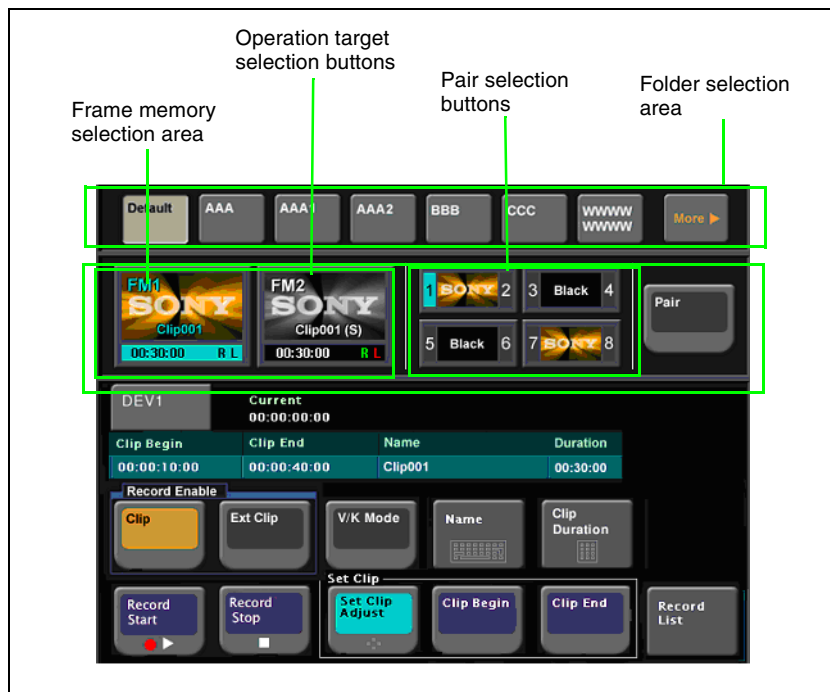 Operation target
selection buttons
Pair selection
buttons
Folder selection
area
Frame memory
selection area
Default AAA AAA1 AAA2 BBB CCC WWWW
WWWW More ▶
FM1
SONY
Clip001
00:30:00 R L
FM2
SONY
Clip001 (S)
00:30:00 R L
1 SONY 2 3 Black 4
5 Black 6 7 SONY 8
Pair
DEV1
Current
00:00:00:00
Clip Begin Clip End Name Duration
00:00:10:00 00:00:40:00 Clip001 00:30:00
Record Enable
Clip Ext Clip V/K Mode Name Clip
Duration
Set Clip
Record
Start
Record
Stop
Set Clip
Adjust
Clip Begin Clip End Record
List